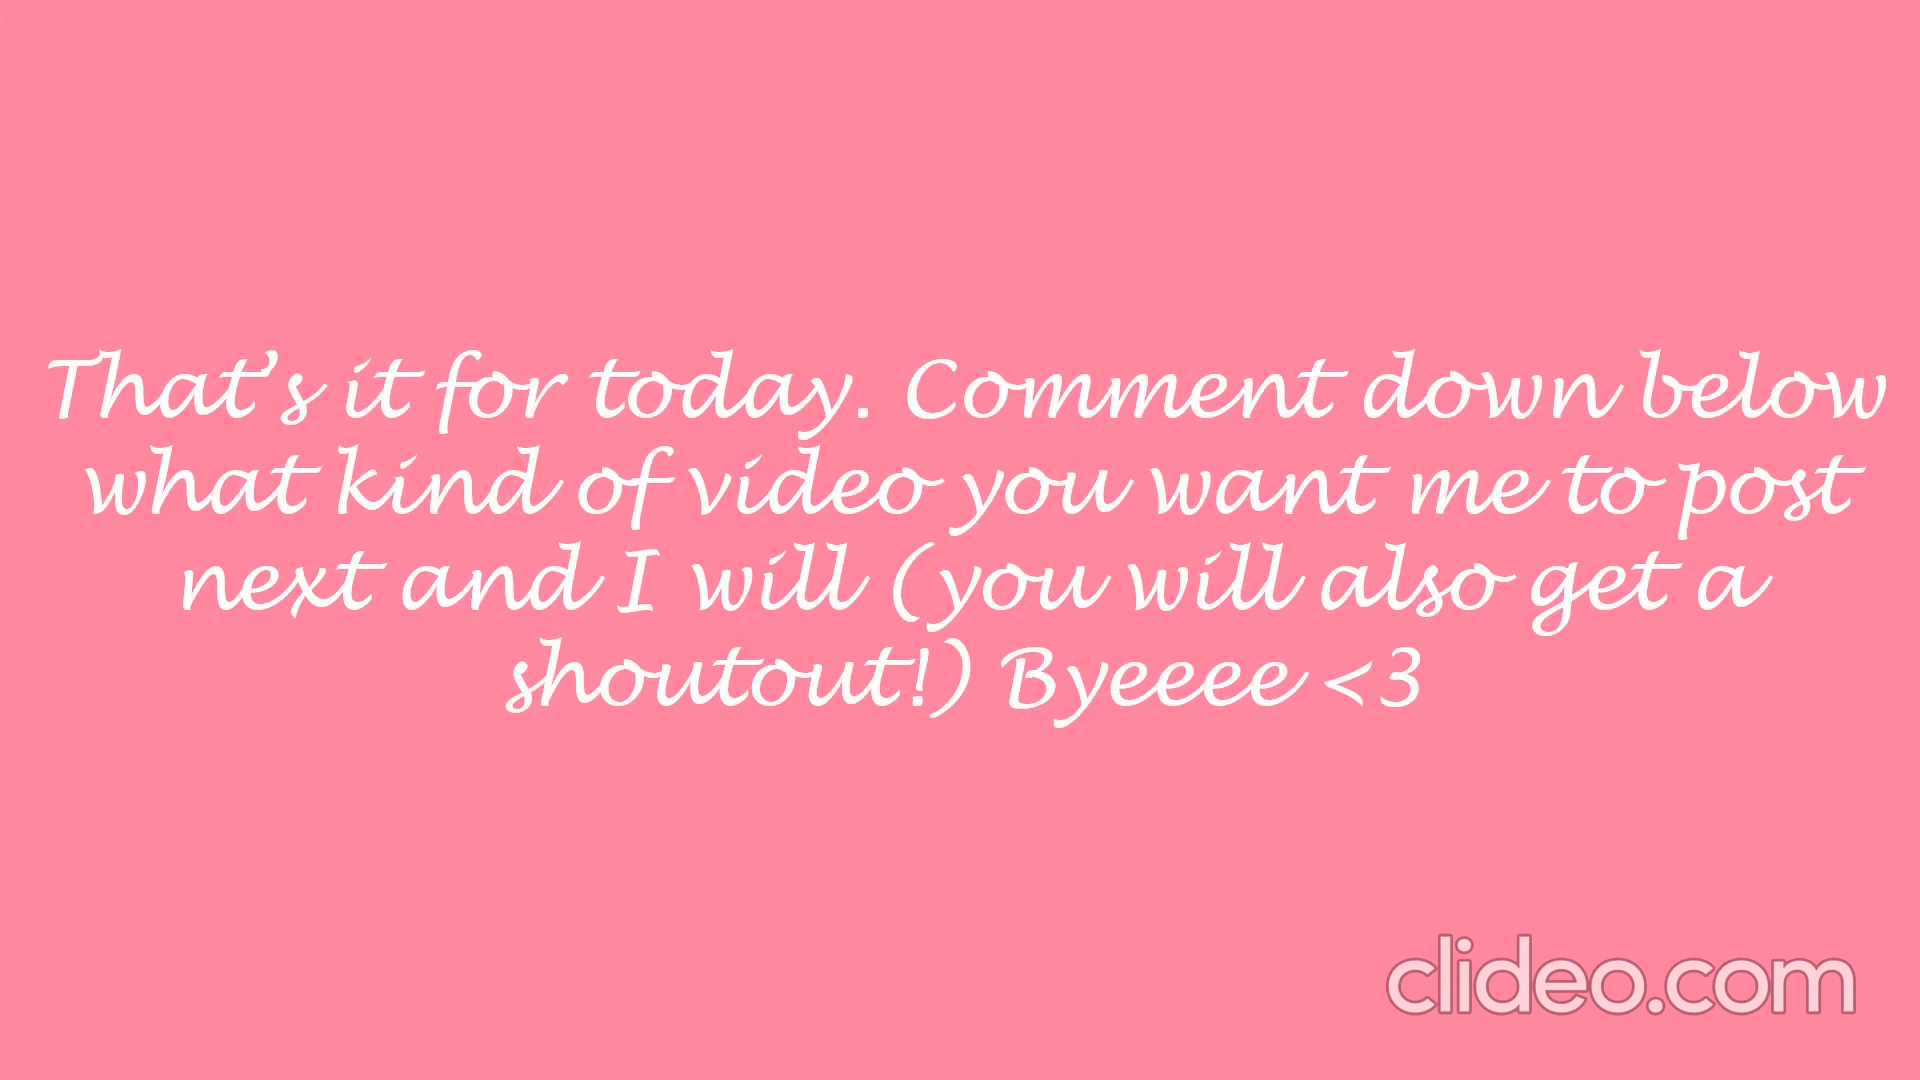 That’s it for today. Comment down below
what kind of video you want me to post
next and I will (you will also get a
shoutout!) Byeeee <3
clideo.com